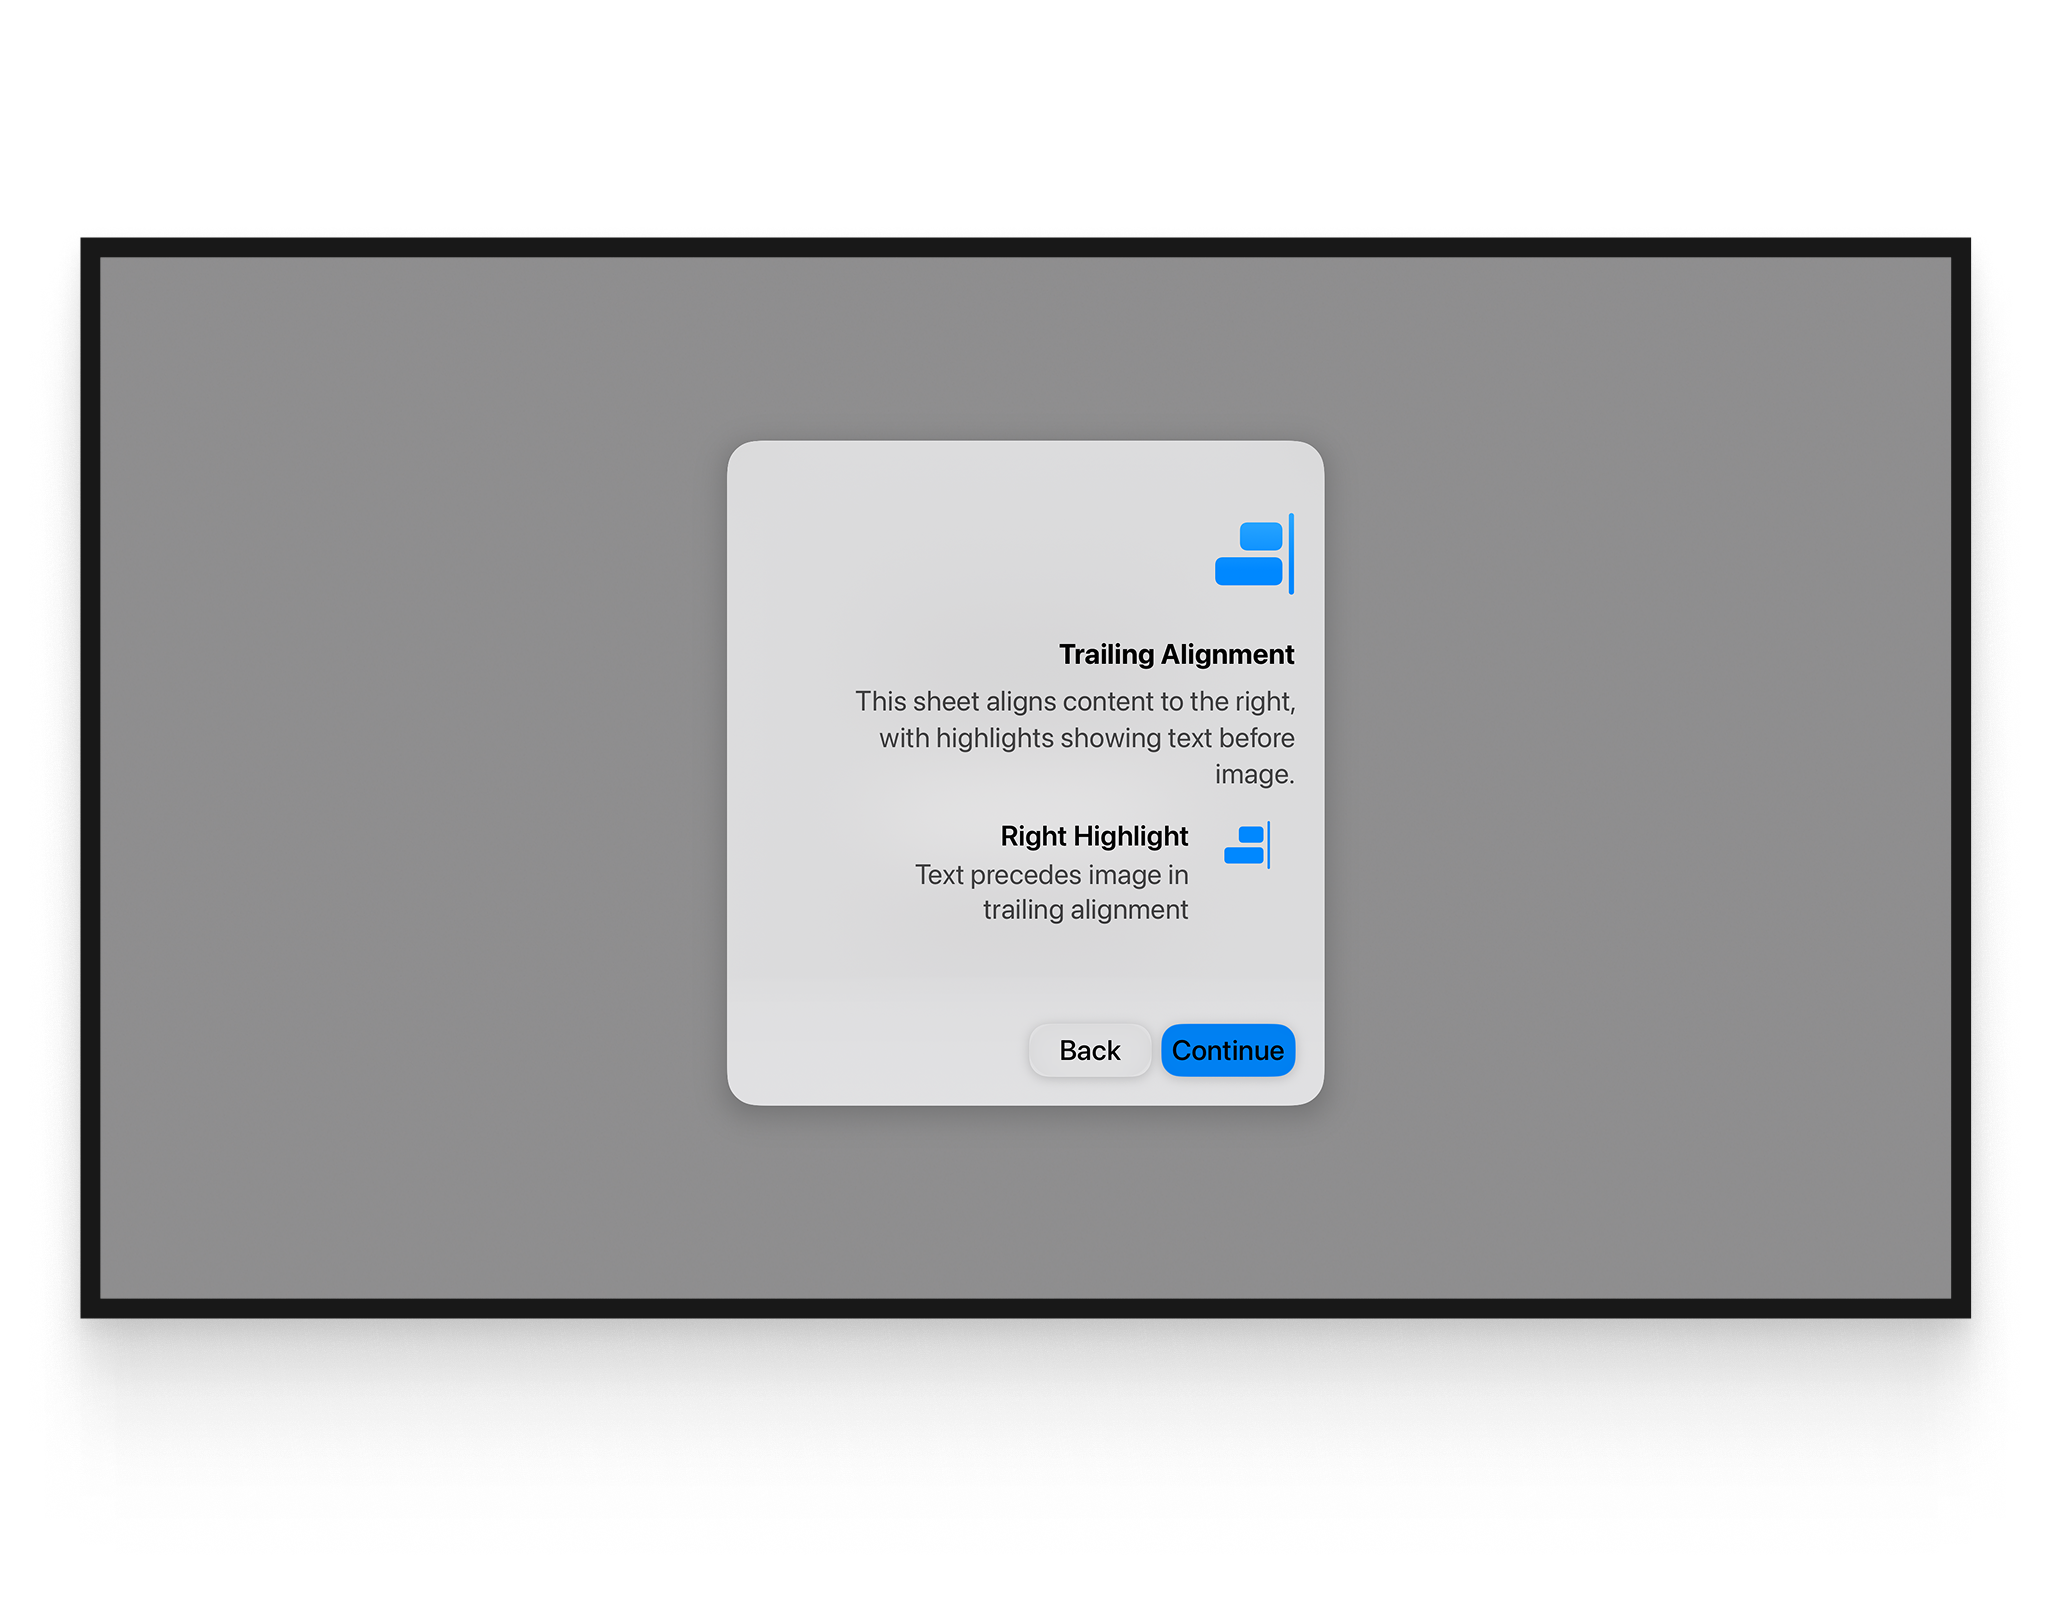 Trailing Alignment
This sheet aligns content to the right,
with highlights showing text before
image.
Right Highlight
Text precedes image in
trailing alignment
Back
Continue